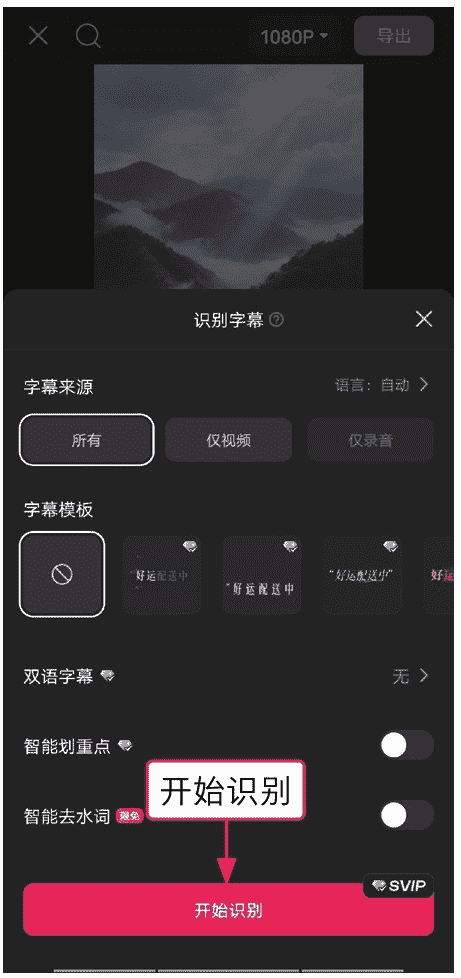 1080P 导出
识别字幕
字幕来源 语言：自动
所有 仅视频 仅录音
字幕模板
"好运配送中 "好运配送中 "好运配送中" 好运
双语字幕 无
智能划重点
开始识别
智能去水词 限免
SVIP
开始识别